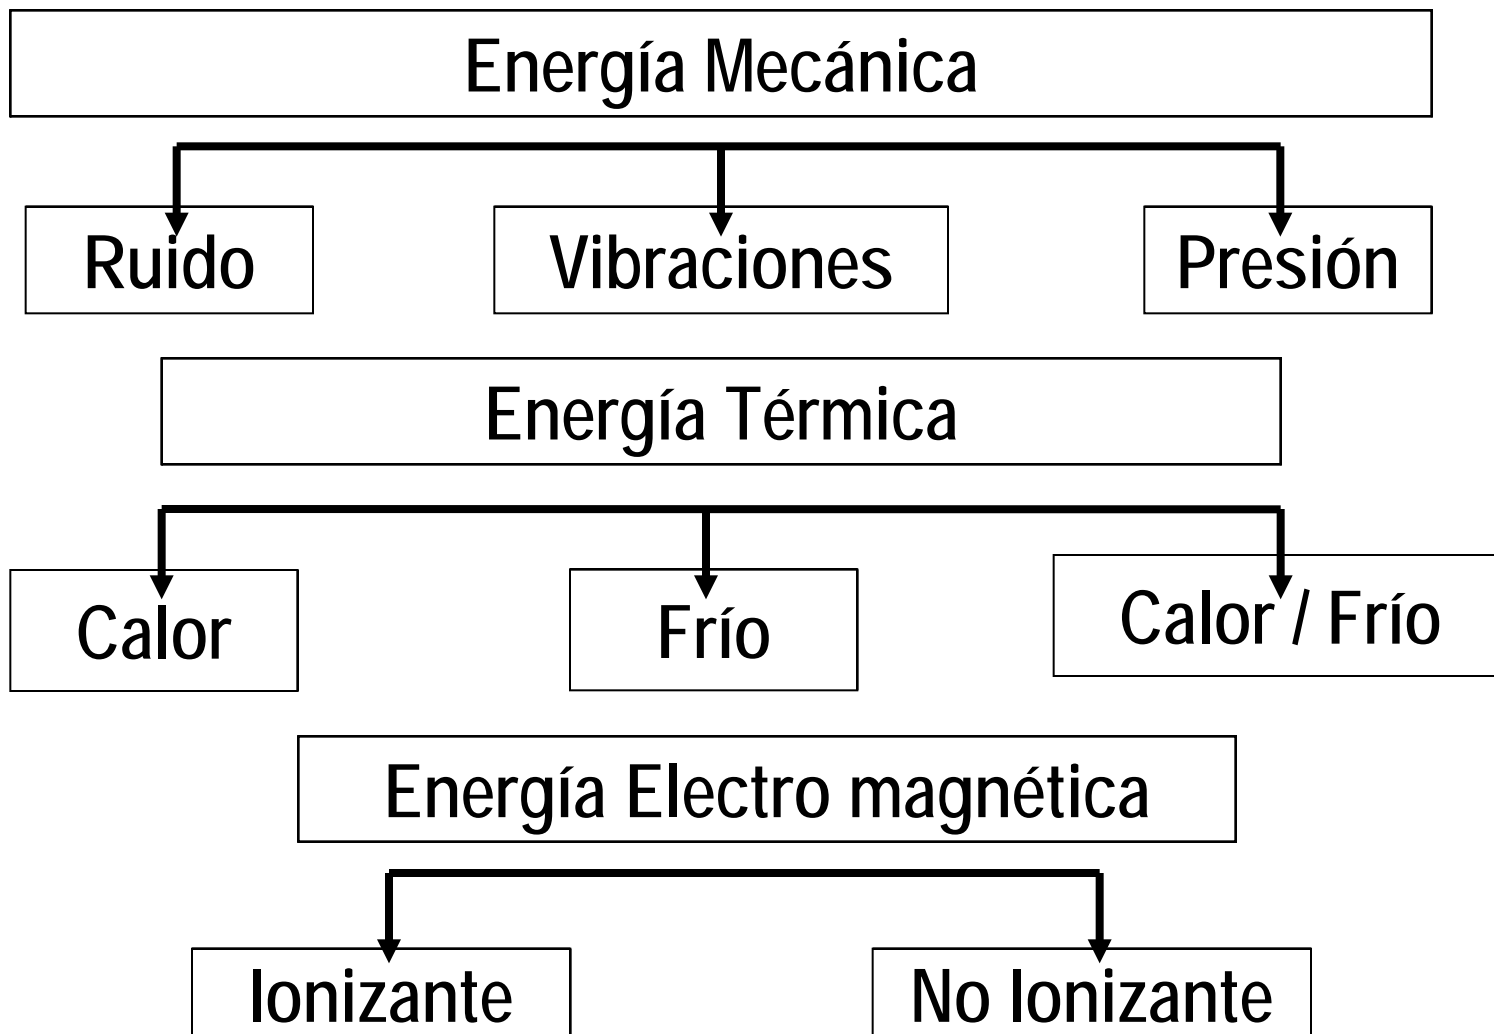 Energía Mecánica
Ruido
Vibraciones
Presión
Energía Térmica
Calor
Frío
Calor / Frío
Energía Electro magnética
Ionizante
No Ionizante